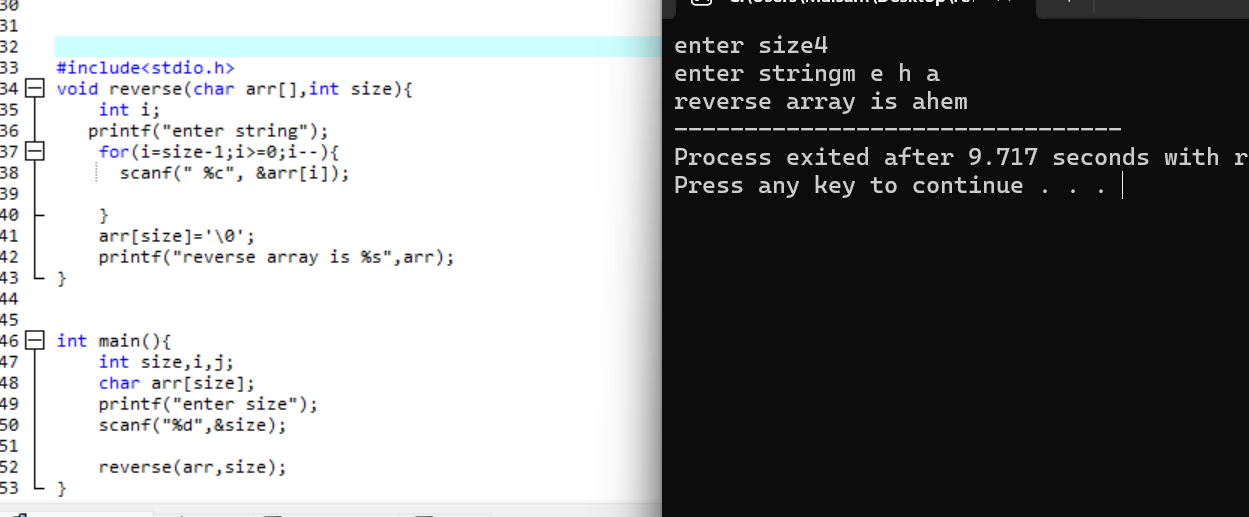 30
31
32
33 #include<stdio.h>
34 void reverse(char arr[],int size){
35 int i;
36 printf("enter string");
37 for(i=size-1;i>=0;i--){
38 scanf(" %c", &arr[i]);
39
40 }
41 arr[size]='\0';
42 printf("reverse array is %s",arr);
43 }
44
45
46 int main(){
47 int size,i,j;
48 char arr[size];
49 printf("enter size");
50 scanf("%d",&size);
51
52 reverse(arr,size);
53 }
enter size4
enter stringm e h a
reverse array is ahem
--------------------------------
Process exited after 9.717 seconds with r
Press any key to continue . . .